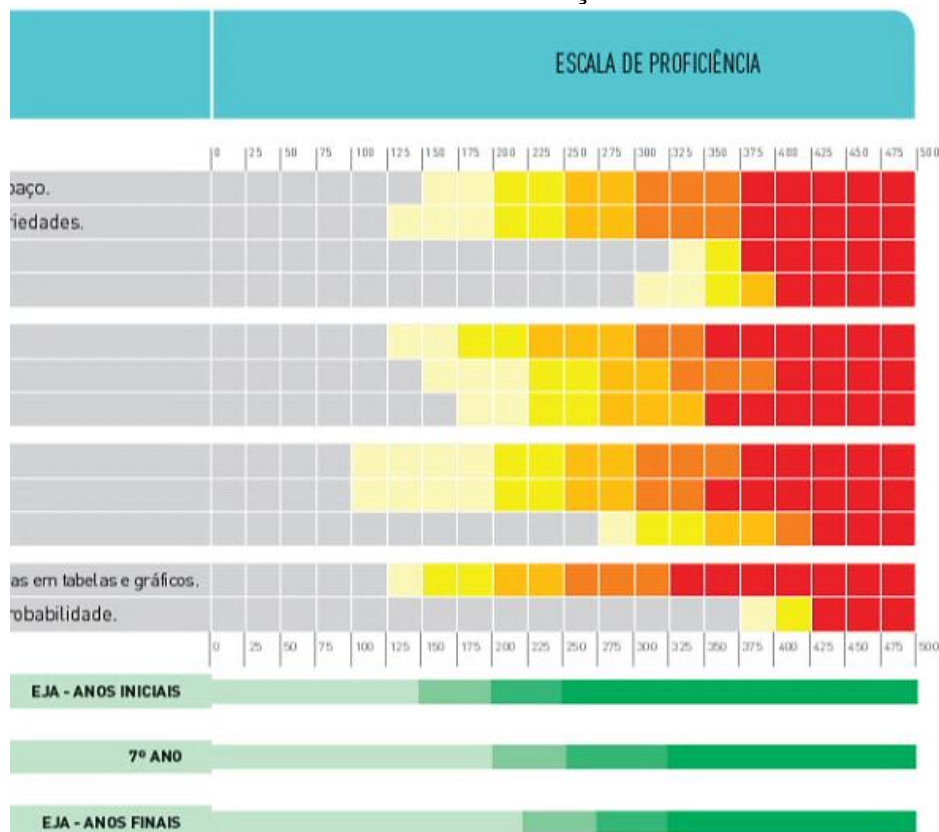 ESCALA DE PROFICIÊNCIA
0 25 50 75 100 125 150 175 200 225 250 275 300 325 350 375 400 425 450 475 500
paço.
riedades.
as em tabelas e gráficos.
robabilidade.
0 25 50 75 100 125 150 175 200 225 250 275 300 325 350 375 400 425 450 475 500
EJA - ANOS INICIAIS
7º ANO
EJA - ANOS FINAIS